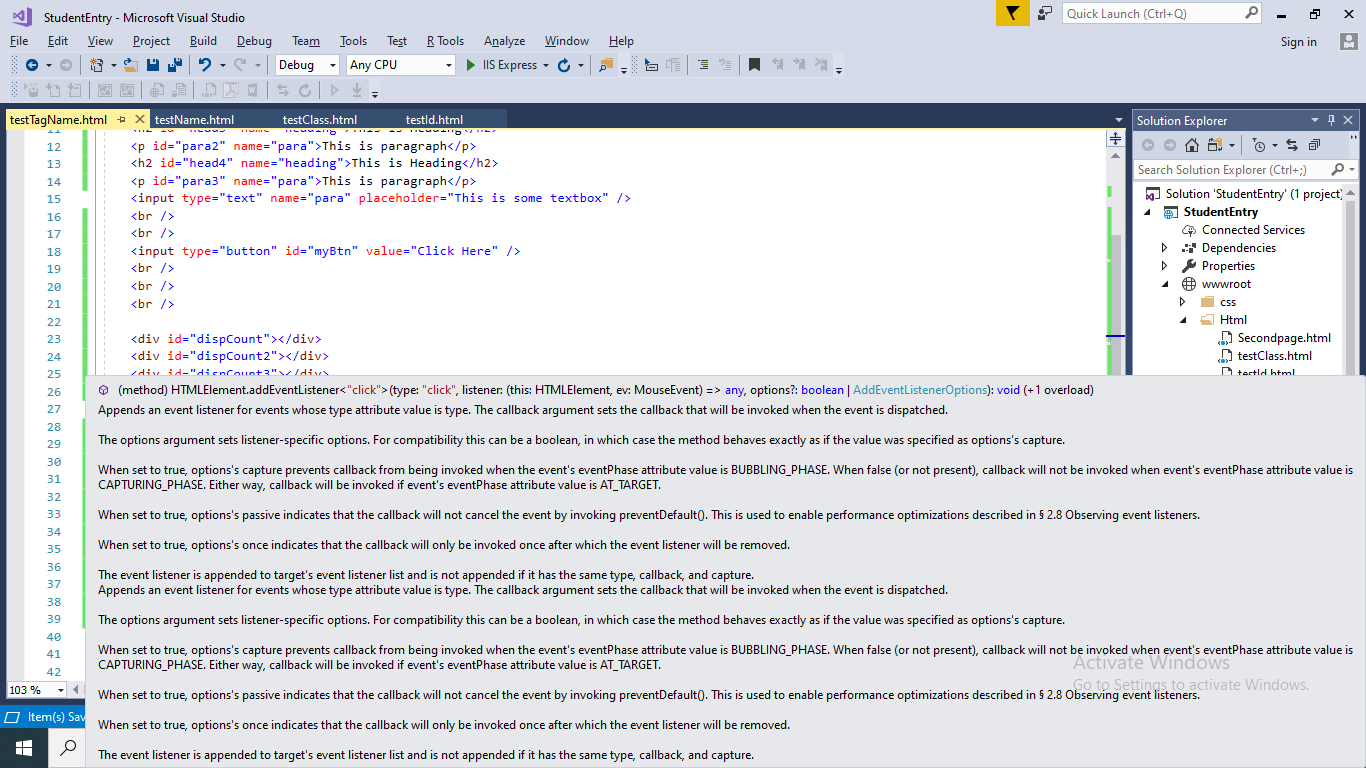 StudentEntry - Microsoft Visual Studio
Quick Launch (Ctrl+Q)
File Edit View Project Build Debug Team Tools Test R Tools Analyze Window Help
Sign in
Debug Any CPU IIS Express
testTagName.html testName.html testClass.html testId.html
11
12 <p id="para2" name="para">This is paragraph</p>
13 <h2 id="head4" name="heading">This is Heading</h2>
14 <p id="para3" name="para">This is paragraph</p>
15 <input type="text" name="para" placeholder="This is some textbox" />
16 <br />
17 <br />
18 <input type="button" id="myBtn" value="Click Here" />
19 <br />
20 <br />
21 <br />
22
23 <div id="dispCount"></div>
24 <div id="dispCount2"></div>
25 <div id="dispCount3"></div>
26
27
28
29
30
31
32
33
34
35
36
37
38
39
40
41
42
(method) HTMLElement.addEventListener<"click">(type: "click", listener: (this: HTMLElement, ev: MouseEvent) => any, options?: boolean | AddEventListenerOptions): void (+1 overload)
Appends an event listener for events whose type attribute value is type. The callback argument sets the callback that will be invoked when the event is dispatched.
The options argument sets listener-specific options. For compatibility this can be a boolean, in which case the method behaves exactly as if the value was specified as options's capture.
When set to true, options's capture prevents callback from being invoked when the event's eventPhase attribute value is BUBBLING_PHASE. When false (or not present), callback will not be invoked when event's eventPhase attribute value is
CAPTURING_PHASE. Either way, callback will be invoked if event's eventPhase attribute value is AT_TARGET.
When set to true, options's passive indicates that the callback will not cancel the event by invoking preventDefault(). This is used to enable performance optimizations described in § 2.8 Observing event listeners.
When set to true, options's once indicates that the callback will only be invoked once after which the event listener will be removed.
The event listener is appended to target's event listener list and is not appended if it has the same type, callback, and capture.
Appends an event listener for events whose type attribute value is type. The callback argument sets the callback that will be invoked when the event is dispatched.
The options argument sets listener-specific options. For compatibility this can be a boolean, in which case the method behaves exactly as if the value was specified as options's capture.
When set to true, options's capture prevents callback from being invoked when the event's eventPhase attribute value is BUBBLING_PHASE. When false (or not present), callback will not be invoked when event's eventPhase attribute value is
CAPTURING_PHASE. Either way, callback will be invoked if event's eventPhase attribute value is AT_TARGET.
When set to true, options's passive indicates that the callback will not cancel the event by invoking preventDefault(). This is used to enable performance optimizations described in § 2.8 Observing event listeners.
When set to true, options's once indicates that the callback will only be invoked once after which the event listener will be removed.
The event listener is appended to target's event listener list and is not appended if it has the same type, callback, and capture.
Solution Explorer
Search Solution Explorer (Ctrl+;)
Solution 'StudentEntry' (1 project)
StudentEntry
Connected Services
Dependencies
Properties
wwwroot
css
Html
Secondpage.html
testClass.html
testId.html
Activate Windows
Go to Settings to activate Windows.
103 %
Item(s) Sav